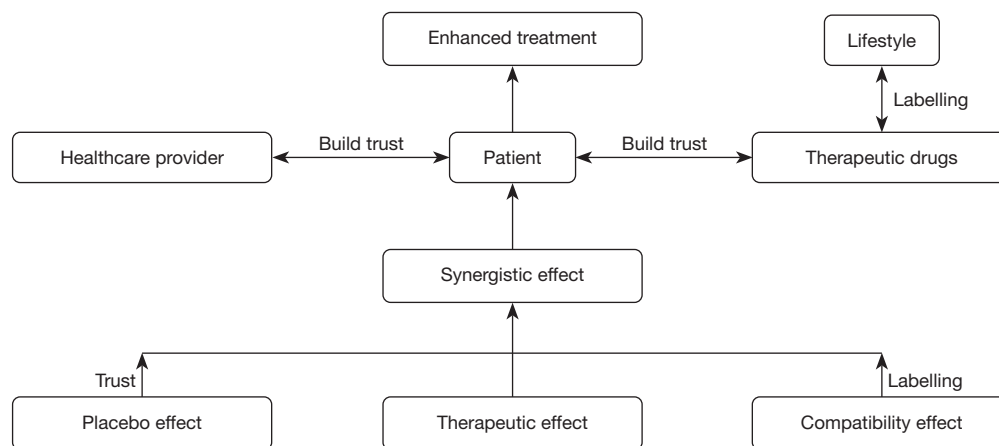 Enhanced treatment
Lifestyle
Labelling
Healthcare provider
Build trust
Patient
Build trust
Therapeutic drugs
Synergistic effect
Trust
Labelling
Placebo effect
Therapeutic effect
Compatibility effect